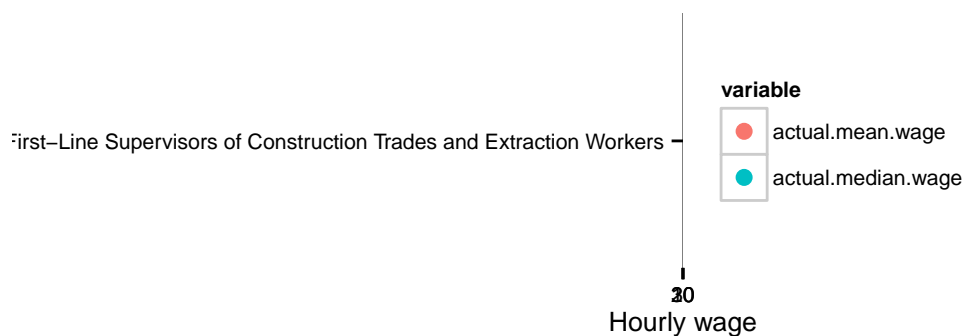 First−Line Supervisors of Construction Trades and Extraction Workers
Hourly wage
variable
actual.mean.wage
actual.median.wage